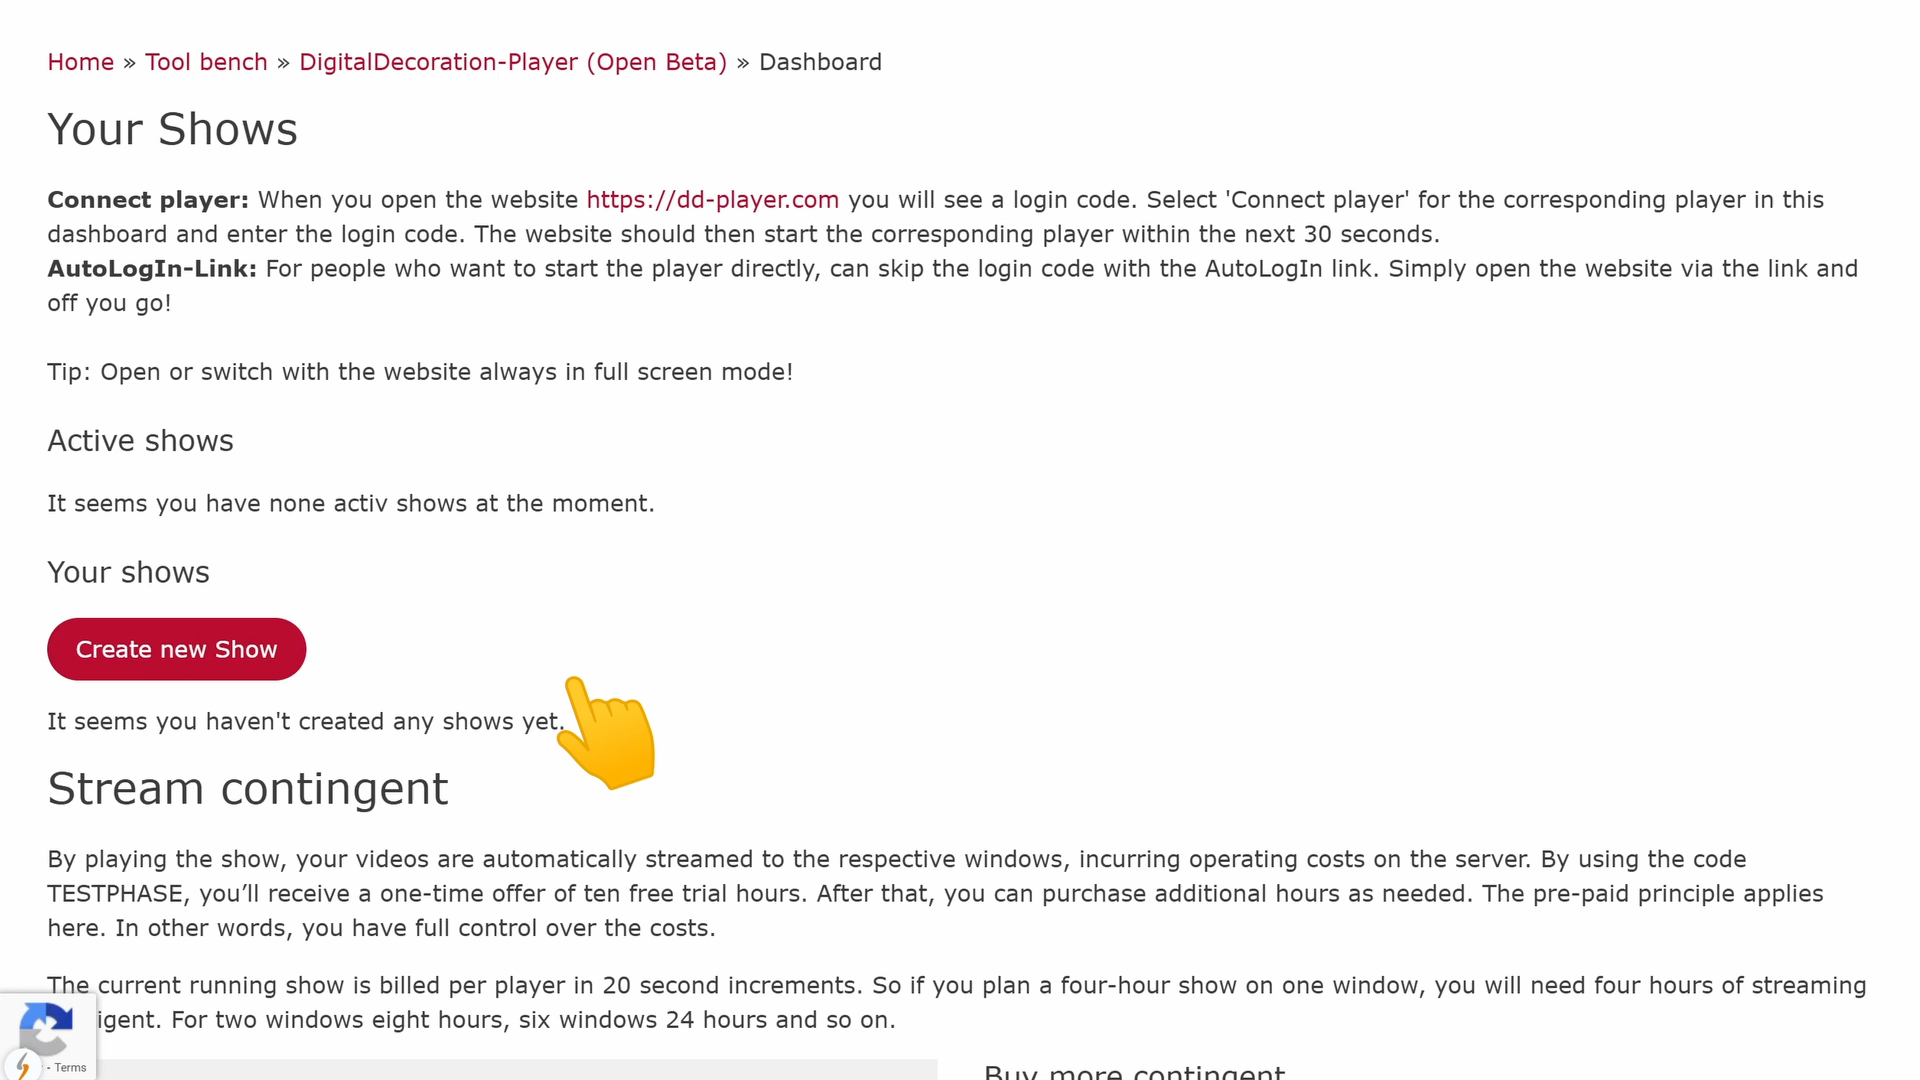 Home » Tool bench » DigitalDecoration-Player (Open Beta) » Dashboard
Your Shows
Connect player: When you open the website https://dd-player.com you will see a login code. Select 'Connect player' for the corresponding player in this
dashboard and enter the login code. The website should then start the corresponding player within the next 30 seconds.
AutoLogIn-Link: For people who want to start the player directly, can skip the login code with the AutoLogIn link. Simply open the website via the link and
off you go!
Tip: Open or switch with the website always in full screen mode!
Active shows
It seems you have none activ shows at the moment.
Your shows
Create new Show
It seems you haven't created any shows yet.
Stream contingent
By playing the show, your videos are automatically streamed to the respective windows, incurring operating costs on the server. By using the code
TESTPHASE, you’ll receive a one-time offer of ten free trial hours. After that, you can purchase additional hours as needed. The pre-paid principle applies
here. In other words, you have full control over the costs.
The current running show is billed per player in 20 second increments. So if you plan a four-hour show on one window, you will need four hours of streaming
igent. For two windows eight hours, six windows 24 hours and so on.
- Terms
Buy more contingent